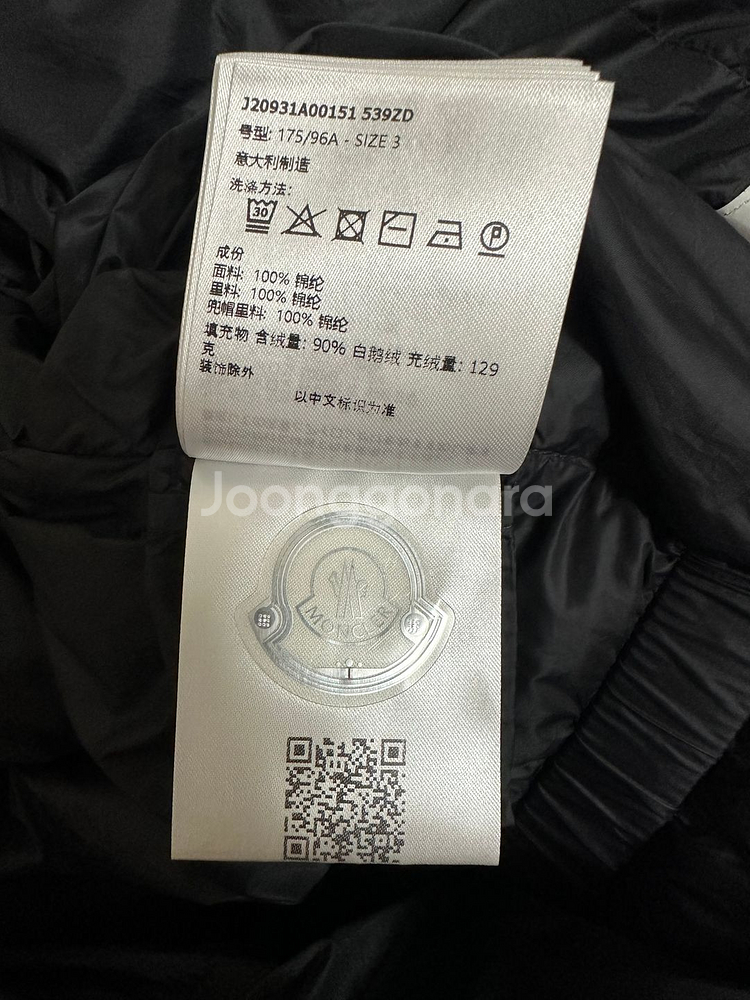 J20931A00151 539ZD
号型: 175/96A - SIZE 3
意大利制造
洗涤方法:
30
P
成份
面料: 100% 锦纶
里料: 100% 锦纶
兜帽里料: 100% 锦纶
填充物 含绒量: 90% 白鹅绒 充绒量: 129
克
装饰除外
以中文标识为准
Joonggonara
MONCLER